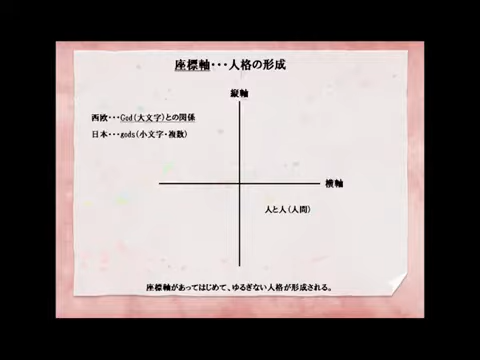 座標軸・・・人格の形成
縦軸
西欧・・・God(大文字)との関係
日本・・・gods(小文字・複数)
横軸
人と人(人間)
座標軸があってはじめて、ゆるぎない人格が形成される。